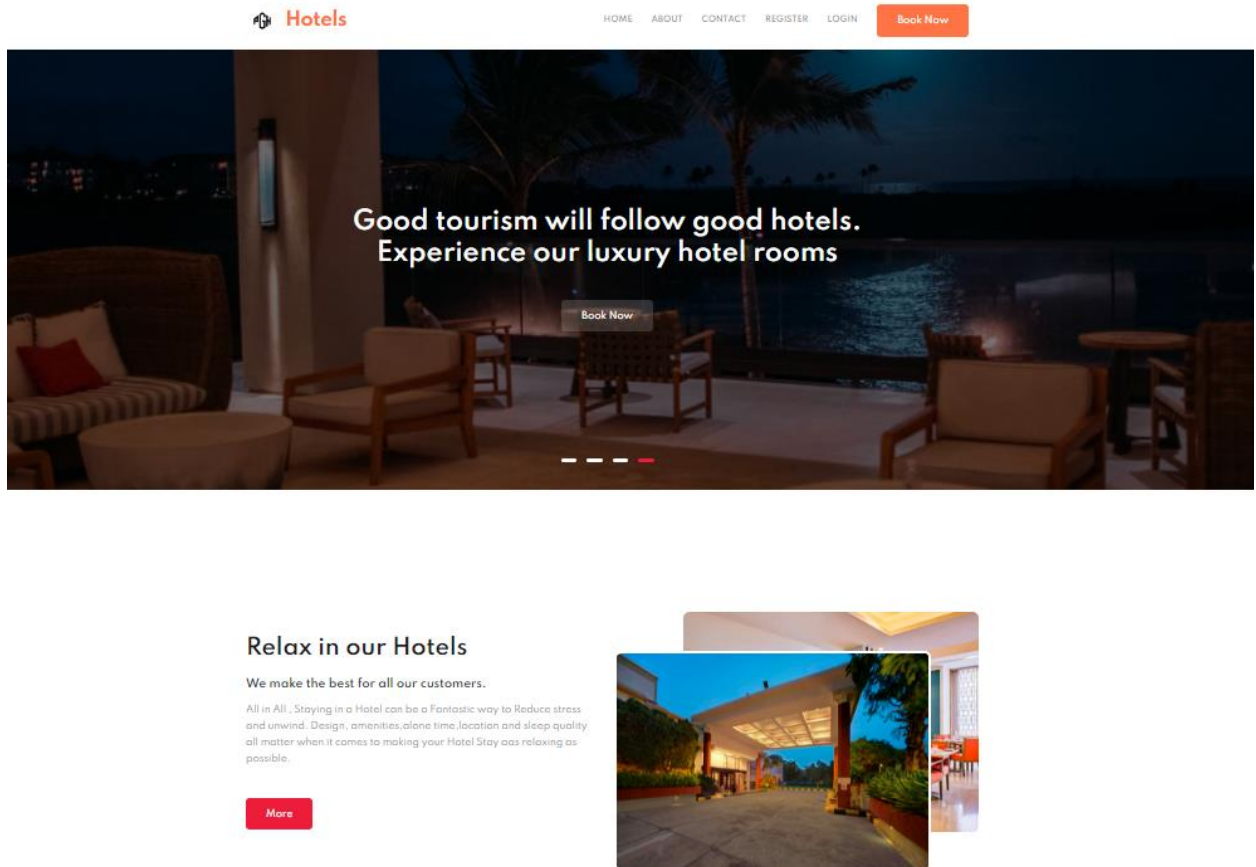 Hotels
HOME ABOUT CONTACT REGISTER LOGIN Book Now
Good tourism will follow good hotels.
Experience our luxury hotel rooms
Book Now
Relax in our Hotels
We make the best for all our customers.
All in All , Staying in a Hotel can be a Fantastic way to Reduce stress
and unwind. Design, amenities,alone time,location and sleep quality
all matter when it comes to making your Hotel Stay aas relaxing as
possible.
More